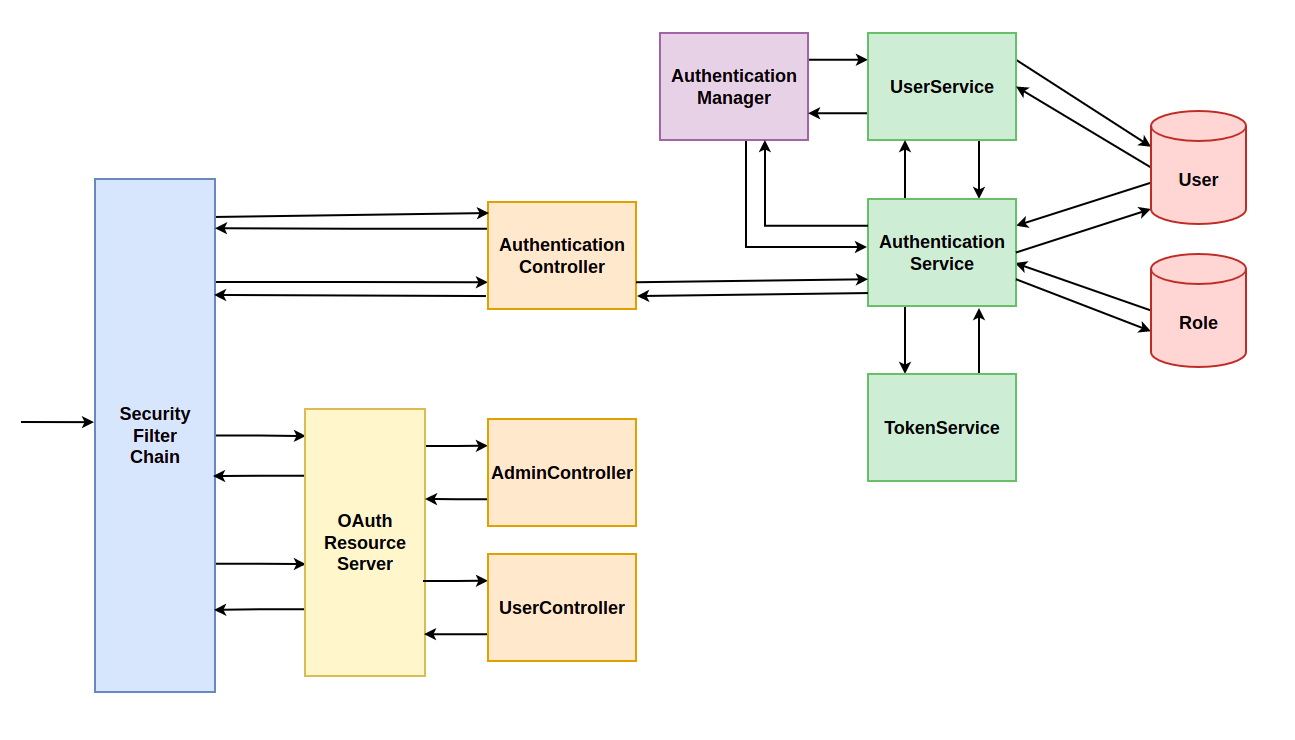 Authentication
Manager
UserService
User
Authentication
Controller
Authentication
Service
Role
Security
Filter
Chain
TokenService
AdminController
OAuth
Resource
Server
UserController